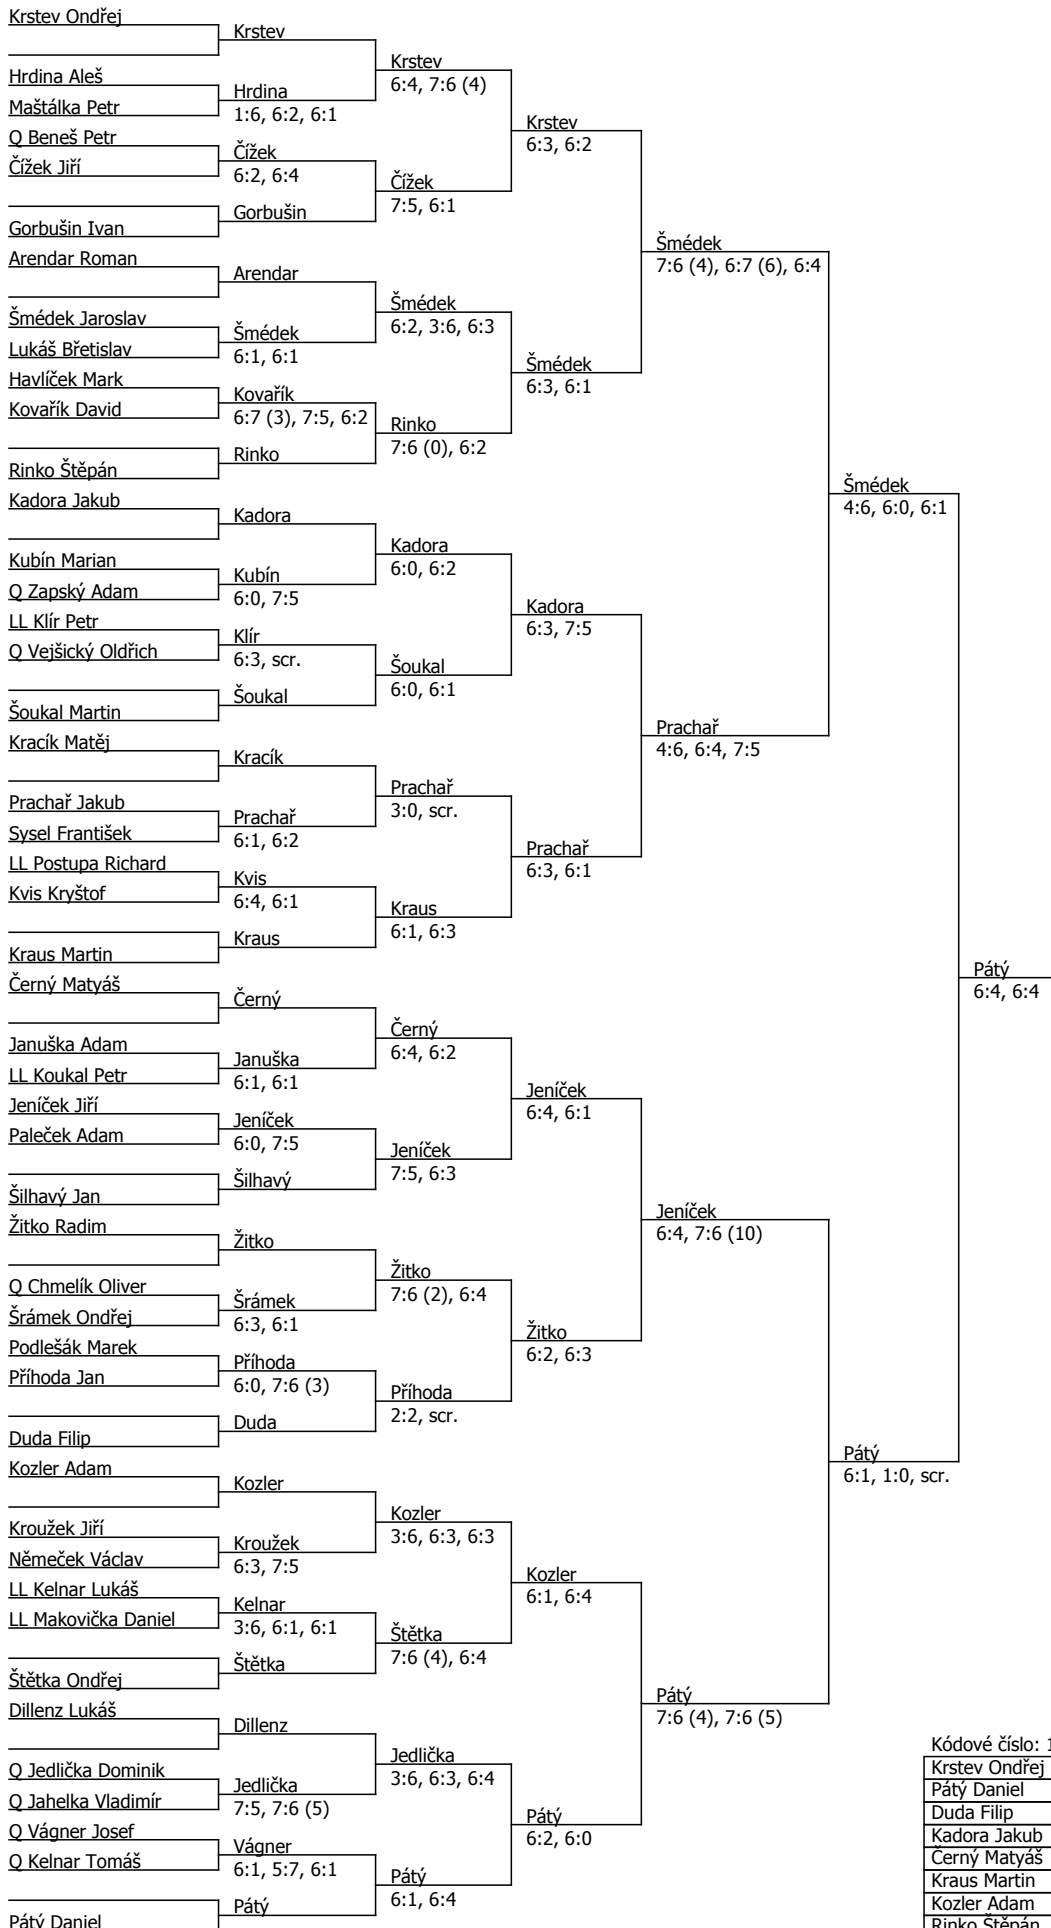 Krstev Ondřej
Hrdina Aleš
Maštálka Petr
Q Beneš Petr
Čížek Jiří
Gorbušin Ivan
Arendar Roman
Šmédek Jaroslav
Lukáš Břetislav
Havlíček Mark
Kovařík David
Rinko Štěpán
Kadora Jakub
Kubín Marian
Q Zapský Adam
LL Klír Petr
Q Vejšický Oldřich
Šoukal Martin
Kracík Matěj
Prachař Jakub
Sysel František
LL Postupa Richard
Kvis Kryštof
Kraus Martin
Černý Matyáš
Januška Adam
LL Koukal Petr
Jeníček Jiří
Paleček Adam
Šilhavý Jan
Žitko Radim
Q Chmelík Oliver
Šrámek Ondřej
Podlešák Marek
Příhoda Jan
Duda Filip
Kozler Adam
Kroužek Jiří
Němeček Václav
LL Kelnar Lukáš
LL Makovička Daniel
Štětka Ondřej
Dillenz Lukáš
Q Jedlička Dominik
Q Jahelka Vladimír
Q Vágner Josef
Q Kelnar Tomáš
Pátý Daniel
Krstev
Hrdina
1:6, 6:2, 6:1
Čížek
6:2, 6:4
Gorbušin
Arendar
Šmédek
6:1, 6:1
Kovařík
6:7 (3), 7:5, 6:2
Rinko
Kadora
Kubín
6:0, 7:5
Klír
6:3, scr.
Šoukal
Kracík
Prachař
6:1, 6:2
Kvis
6:4, 6:1
Kraus
Černý
Januška
6:1, 6:1
Jeníček
6:0, 7:5
Šilhavý
Žitko
Šrámek
6:3, 6:1
Příhoda
6:0, 7:6 (3)
Duda
Kozler
Kroužek
6:3, 7:5
Kelnar
3:6, 6:1, 6:1
Štětka
Dillenz
Jedlička
7:5, 7:6 (5)
Vágner
6:1, 5:7, 6:1
Pátý
Krstev
6:4, 7:6 (4)
Čížek
7:5, 6:1
Šmédek
6:2, 3:6, 6:3
Rinko
7:6 (0), 6:2
Kadora
6:0, 6:2
Šoukal
6:0, 6:1
Prachař
3:0, scr.
Kraus
6:1, 6:3
Černý
6:4, 6:2
Jeníček
7:5, 6:3
Žitko
7:6 (2), 6:4
Příhoda
2:2, scr.
Kozler
3:6, 6:3, 6:3
Štětka
7:6 (4), 6:4
Jedlička
3:6, 6:3, 6:4
Pátý
6:1, 6:4
Krstev
6:3, 6:2
Šmédek
6:3, 6:1
Kadora
6:3, 7:5
Prachař
6:3, 6:1
Jeníček
6:4, 6:1
Žitko
6:2, 6:3
Kozler
6:1, 6:4
Pátý
6:2, 6:0
Šmédek
7:6 (4), 6:7 (6), 6:4
Prachař
4:6, 6:4, 7:5
Jeníček
6:4, 7:6 (10)
Pátý
7:6 (4), 7:6 (5)
Šmédek
4:6, 6:0, 6:1
Pátý
6:1, 1:0, scr.
Pátý
6:4, 6:4
Kódové číslo:
Krstev Ondřej
Pátý Daniel
Duda Filip
Kadora Jakub
Černý Matyáš
Kraus Martin
Kozler Adam
Rinko Štěpán